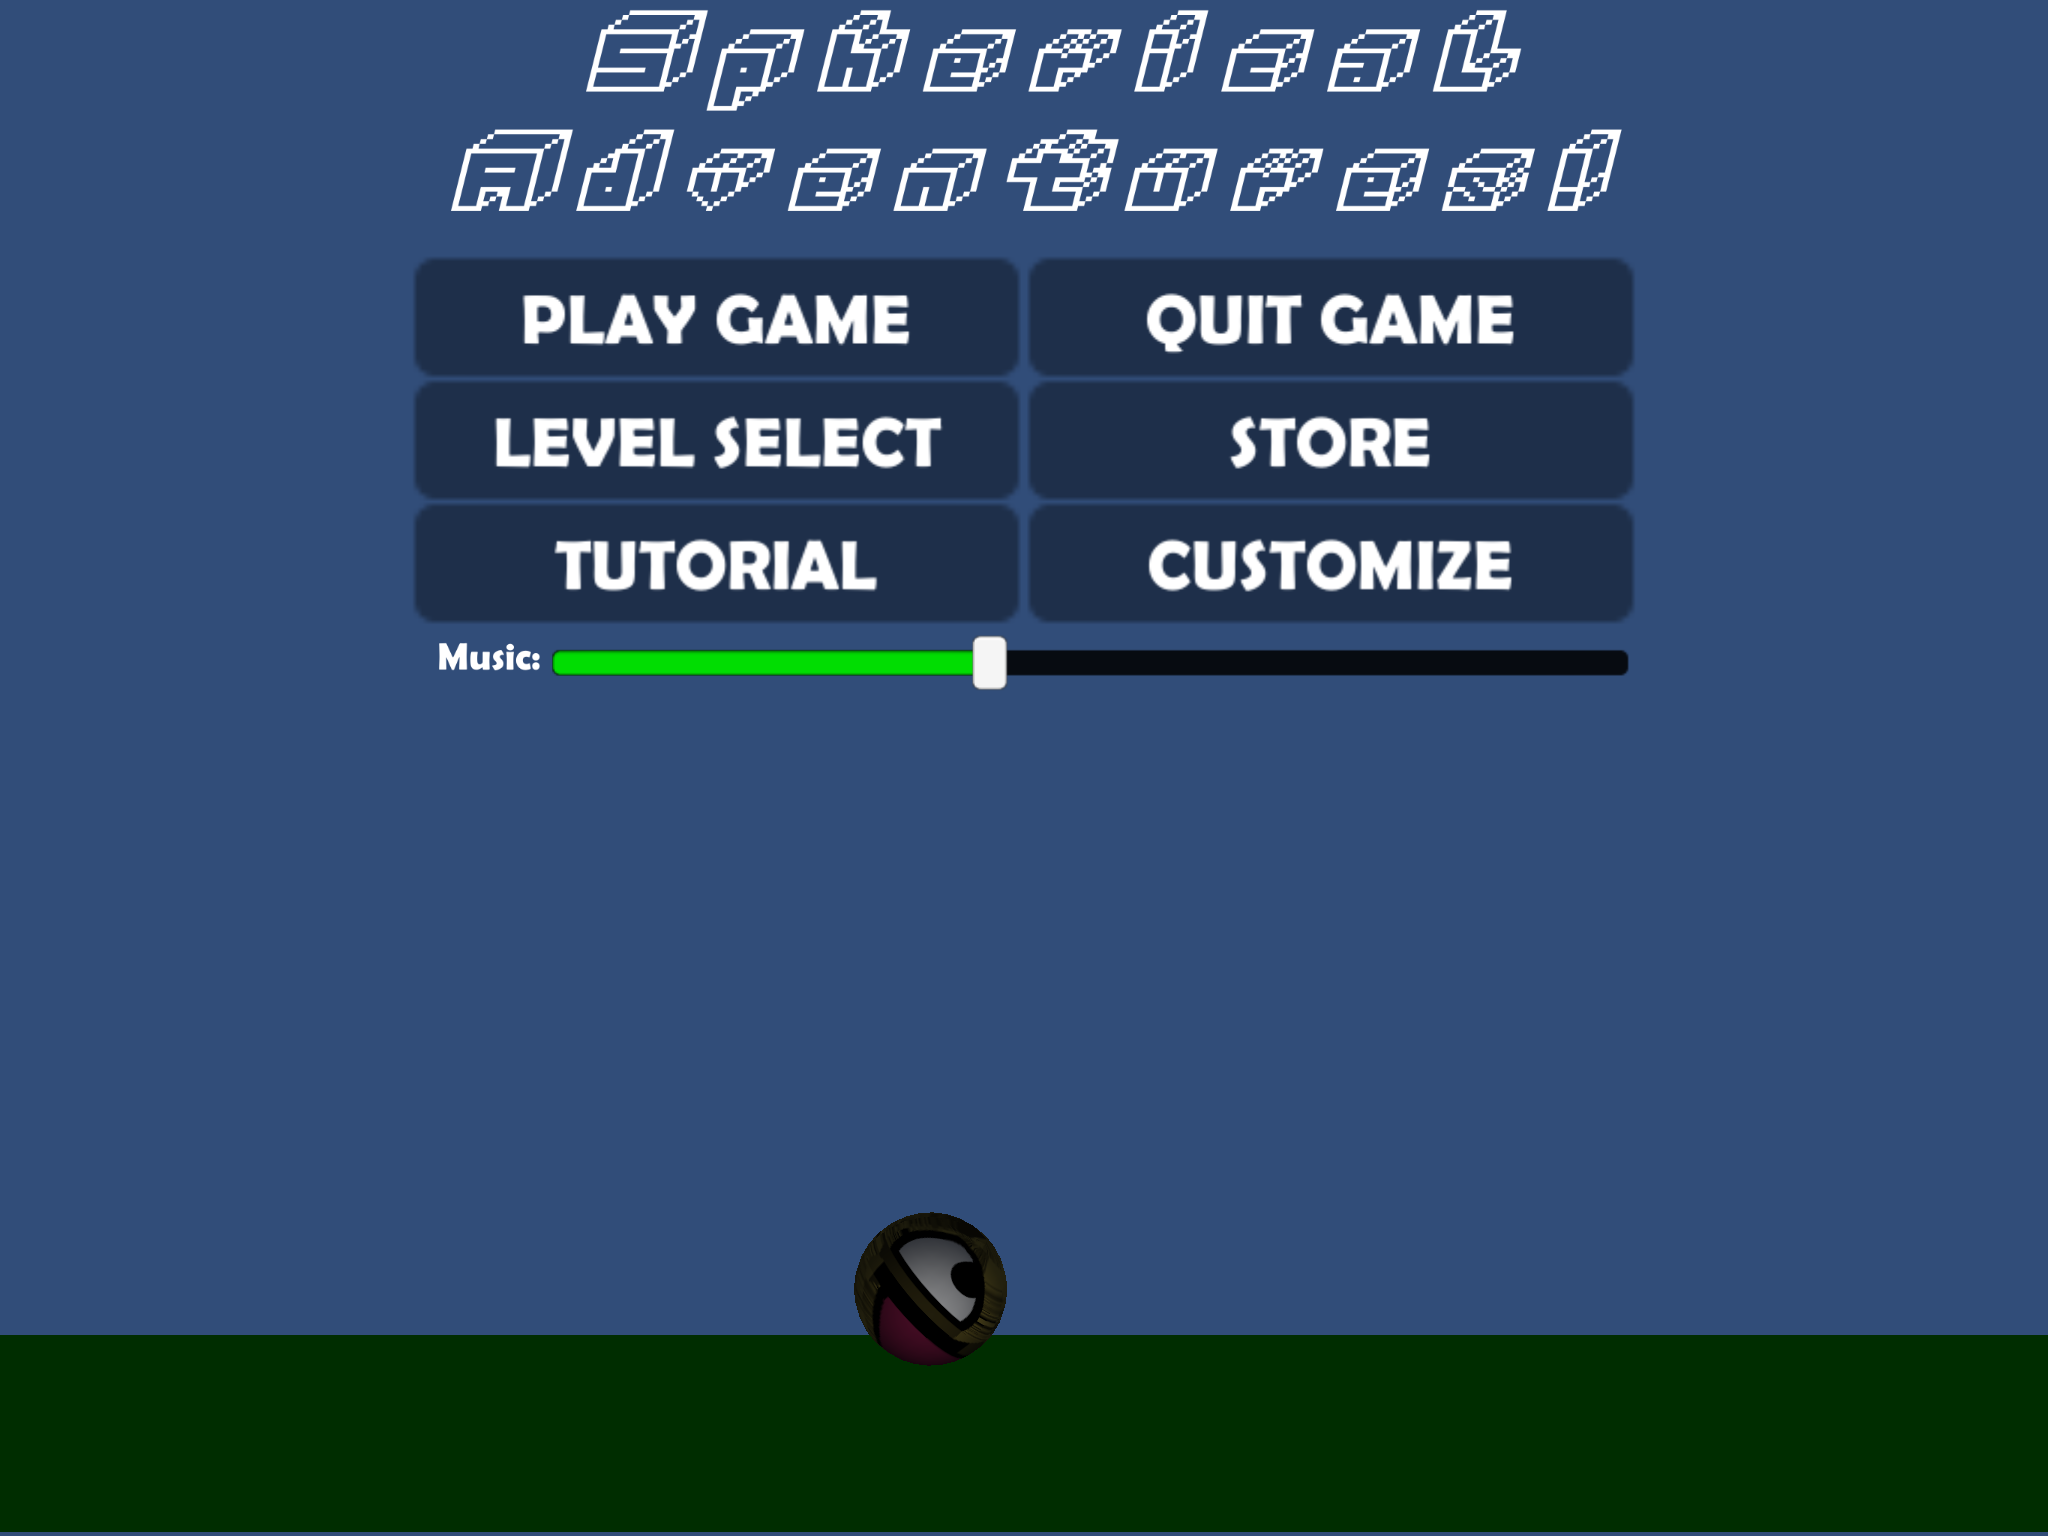 Spherical
Adventures!
PLAY GAME
QUIT GAME
LEVEL SELECT
STORE
TUTORIAL
CUSTOMIZE
Music: